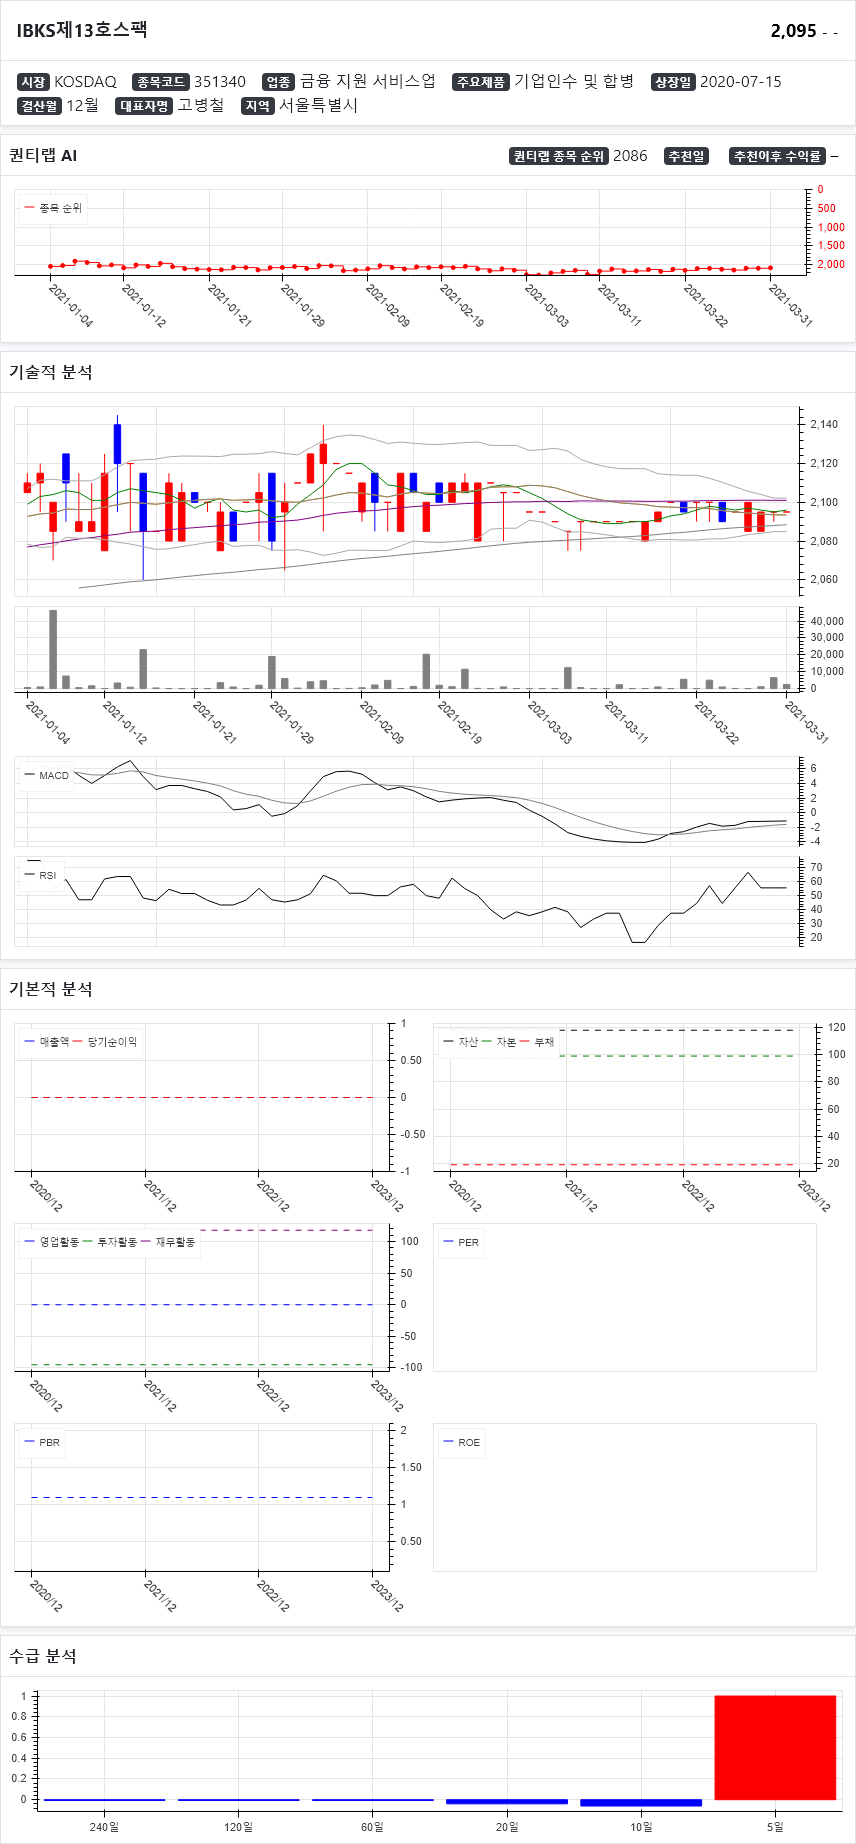 IBKS제13호스팩 2,095 - -
시장 KOSDAQ 종목코드 351340 업종 금융 지원 서비스업 주요제품 기업인수 및 합병 상장일 2020-07-15
결산월 12월 대표자명 고병철 지역 서울특별시
퀀티랩 AI 퀀티랩 종목 순위 2086 추천일 추천이후 수익률 –
종목 순위
0
500
1,000
1,500
2,000
2021-01-04 2021-01-12 2021-01-21 2021-01-29 2021-02-09 2021-02-19 2021-03-03 2021-03-11 2021-03-22 2021-03-31
기술적 분석
2,140
2,120
2,100
2,080
2,060
40,000
30,000
20,000
10,000
0
2021-01-04 2021-01-12 2021-01-21 2021-01-29 2021-02-09 2021-02-19 2021-03-03 2021-03-11 2021-03-22 2021-03-31
MACD
6
4
2
0
-2
-4
RSI
70
60
50
40
30
20
기본적 분석
매출액 당기순이익
1
0.50
0
-0.50
-1
2020/12 2021/12 2022/12 2023/12
자산 자본 부채
120
100
80
60
40
20
2020/12 2021/12 2022/12 2023/12
영업활동 투자활동 재무활동
100
50
0
-50
-100
2020/12 2021/12 2022/12 2023/12
PER
PBR
2
1.50
1
0.50
2020/12 2021/12 2022/12 2023/12
ROE
수급 분석
1
0.8
0.6
0.4
0.2
0
240일 120일 60일 20일 10일 5일